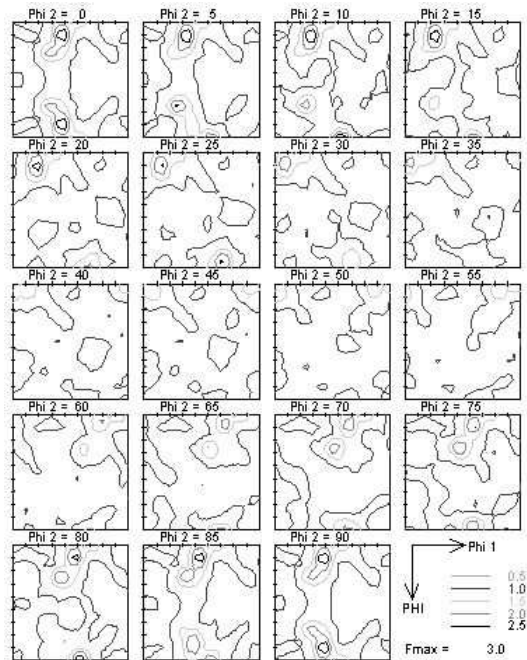 Phi 2 = 0
Phi 2 = 5
Phi 2 = 10
Phi 2 = 15
Phi 2 = 20
Phi 2 = 25
Phi 2 = 30
Phi 2 = 35
Phi 2 = 40
Phi 2 = 45
Phi 2 = 50
Phi 2 = 55
Phi 2 = 60
Phi 2 = 65
Phi 2 = 70
Phi 2 = 75
Phi 2 = 80
Phi 2 = 85
Phi 2 = 90
Phi 1
PHI
0.5
1.0
1.5
2.0
2.5
Fmax = 3.0